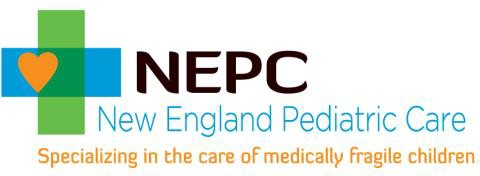 NEPC
New England Pediatric Care
Specializing in the care of medically fragile children